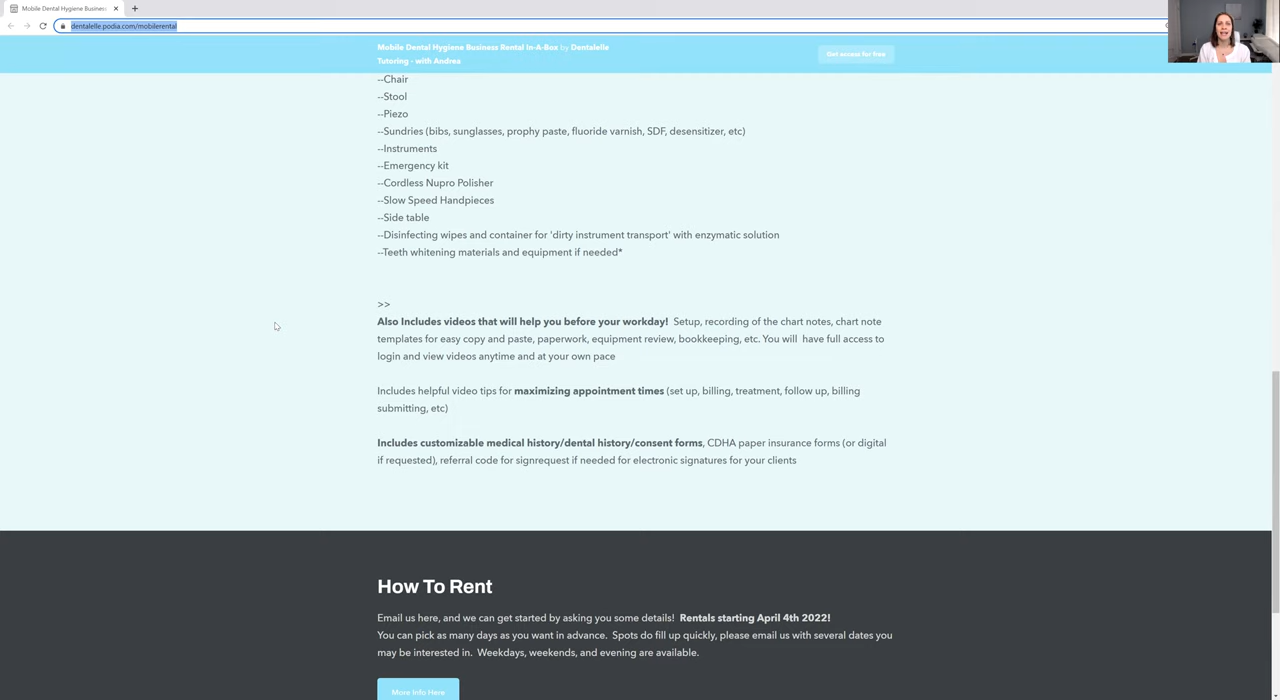 Mobile Dental Hygiene Busines
dentalelle.podia.com/mobilerental
Mobile Dental Hygiene Business Rental In-A-Box by Dentalelle
Tutoring - with Andrea
Get access for free
--Chair
--Stool
--Piezo
--Sundries (bibs, sunglasses, prophy paste, fluoride varnish, SDF, desensitizer, etc)
--Instruments
--Emergency kit
--Cordless Nupro Polisher
--Slow Speed Handpieces
--Side table
--Disinfecting wipes and container for 'dirty instrument transport' with enzymatic solution
--Teeth whitening materials and equipment if needed*
>>
Also Includes videos that will help you before your workday! Setup, recording of the chart notes, chart note
templates for easy copy and paste, paperwork, equipment review, bookkeeping, etc. You will have full access to
login and view videos anytime and at your own pace
Includes helpful video tips for maximizing appointment times (set up, billing, treatment, follow up, billing
submitting, etc)
Includes customizable medical history/dental history/consent forms, CDHA paper insurance forms (or digital
if requested), referral code for signrequest if needed for electronic signatures for your clients
How To Rent
Email us here, and we can get started by asking you some details! Rentals starting April 4th 2022!
You can pick as many days as you want in advance. Spots do fill up quickly, please email us with several dates you
may be interested in. Weekdays, weekends, and evening are available.
More Info Here